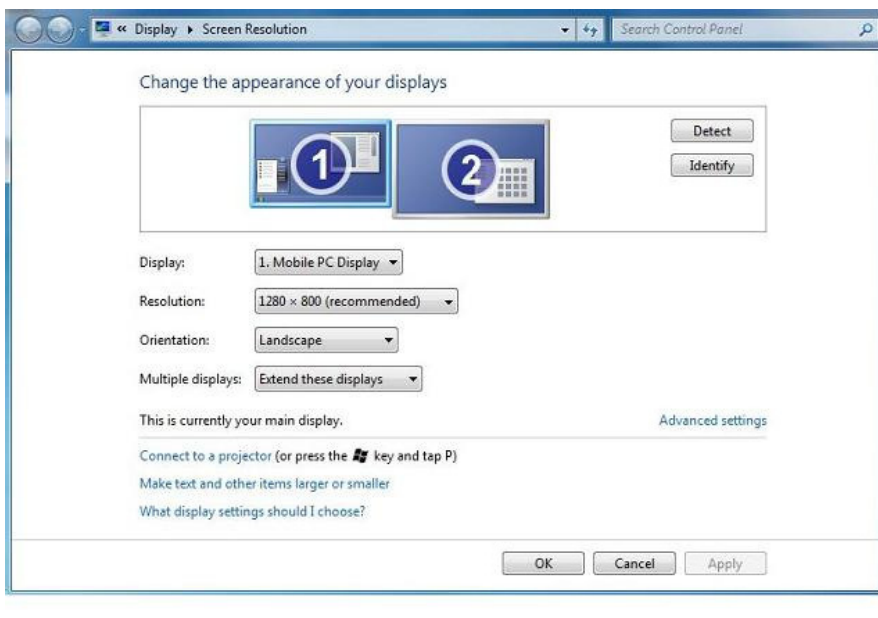 « Display ▸ Screen Resolution Search Control Panel
Change the appearance of your displays
1 2
Detect
Identify
Display: 1. Mobile PC Display
Resolution: 1280 × 800 (recommended)
Orientation: Landscape
Multiple displays: Extend these displays
This is currently your main display. Advanced settings
Connect to a projector (or press the key and tap P)
Make text and other items larger or smaller
What display settings should I choose?
OK Cancel Apply